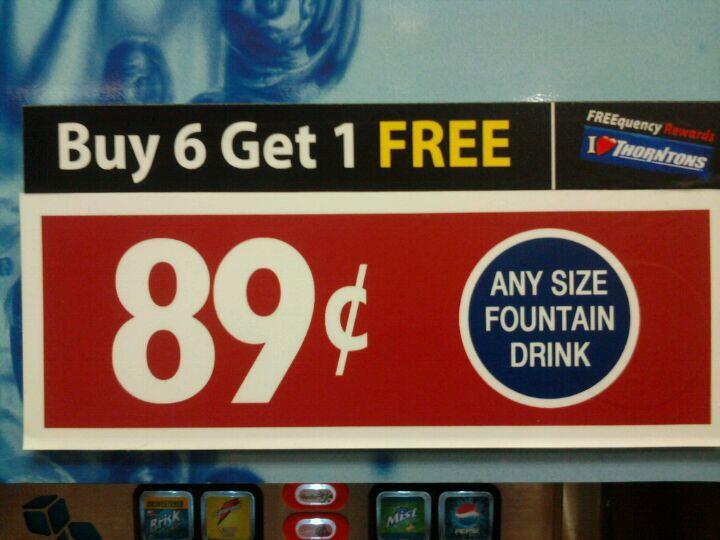 Buy 6 Get 1 FREE
FREEquency Rewards
I THORNTONS
89¢
ANY SIZE
FOUNTAIN
DRINK
Brisk
Mist
PEPSI